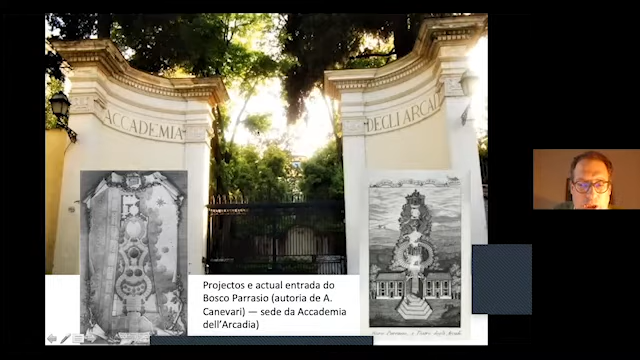 ACCADEMIA
DEGLI ARCADI
Projectos e actual entrada do
Bosco Parrasio (autoria de A.
Canevari) — sede da Accademia
dell'Arcadia)